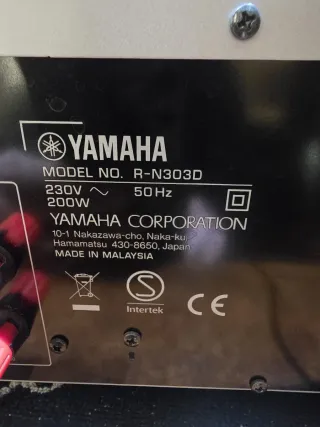 YAMAHA
MODEL NO. R-N303D
230V ~ 50Hz
200W
YAMAHA CORPORATION
10-1 Nakazawa-cho, Naka-ku,
Hamamatsu 430-8650, Japan
MADE IN MALAYSIA
S
Intertek
CE